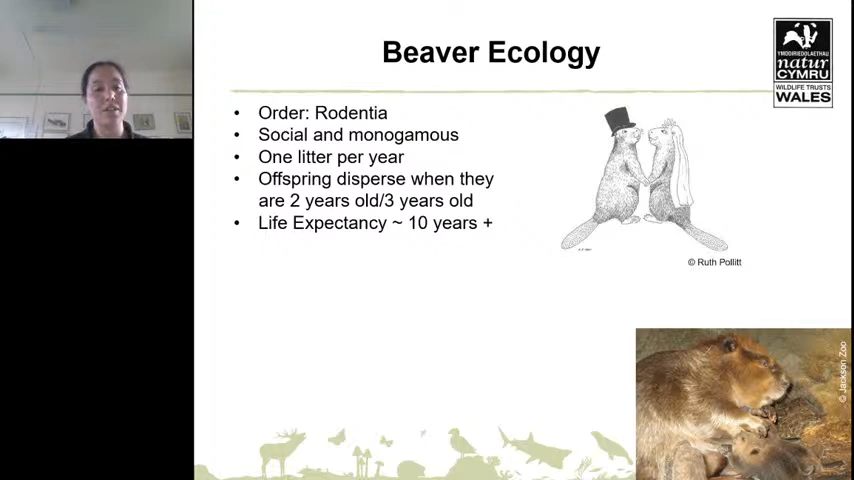 Beaver Ecology
YMDDIRIEDOLAETHAU
natur
CYMRU
WILDLIFE TRUSTS
WALES
• Order: Rodentia
• Social and monogamous
• One litter per year
• Offspring disperse when they
are 2 years old/3 years old
• Life Expectancy ~ 10 years +
© Ruth Pollitt
© Jackson Zoo